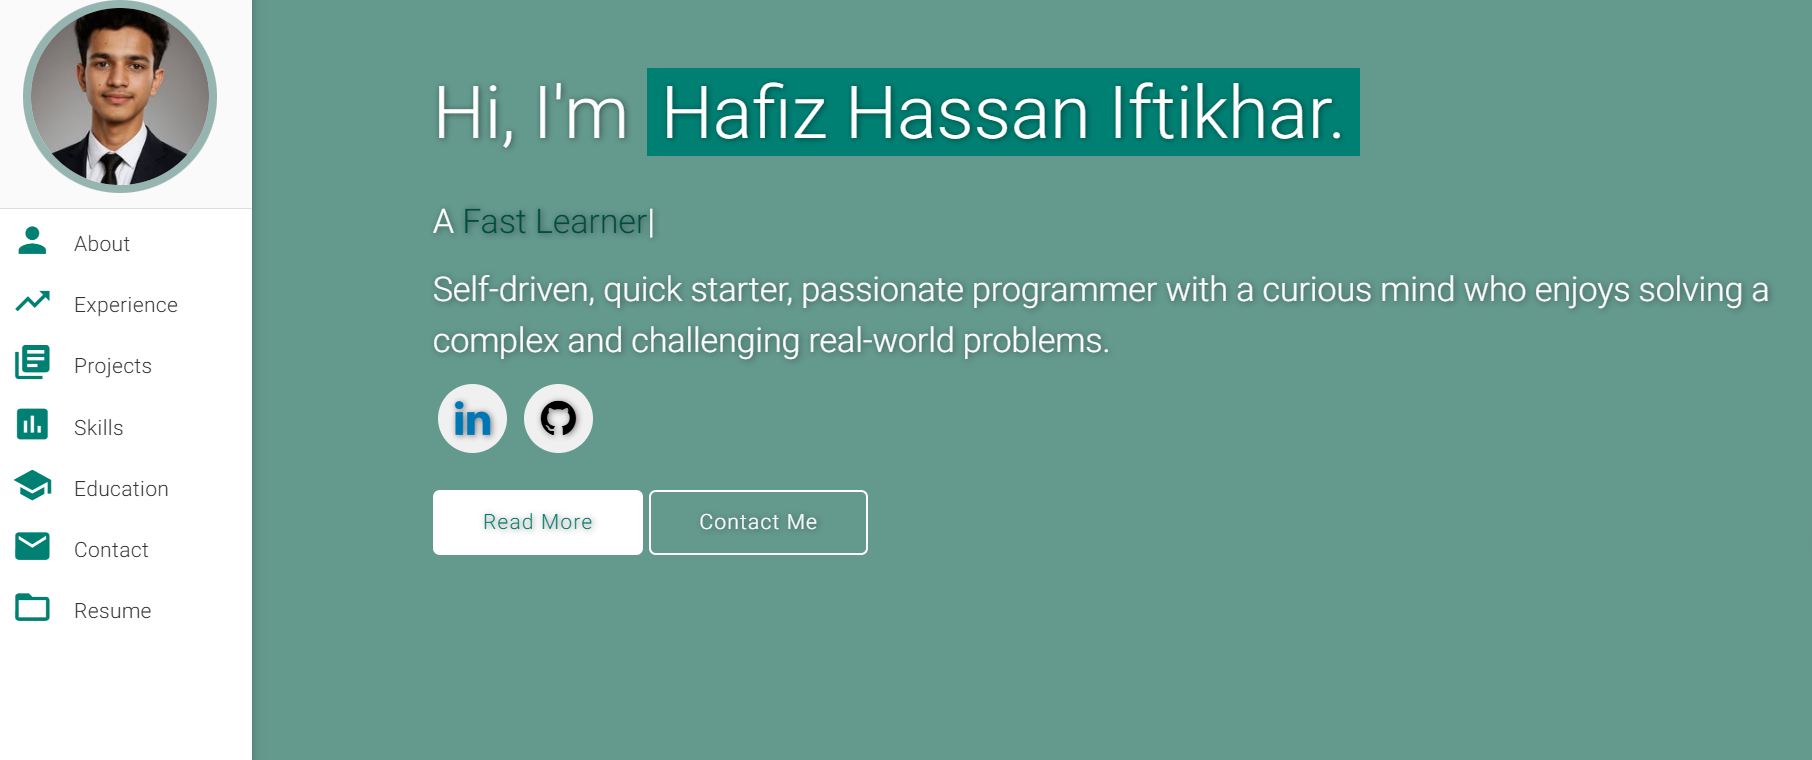 Hi, I'm Hafiz Hassan Iftikhar.
A Fast Learner|
Self-driven, quick starter, passionate programmer with a curious mind who enjoys solving a
complex and challenging real-world problems.
in
Read More
Contact Me
About
Experience
Projects
Skills
Education
Contact
Resume